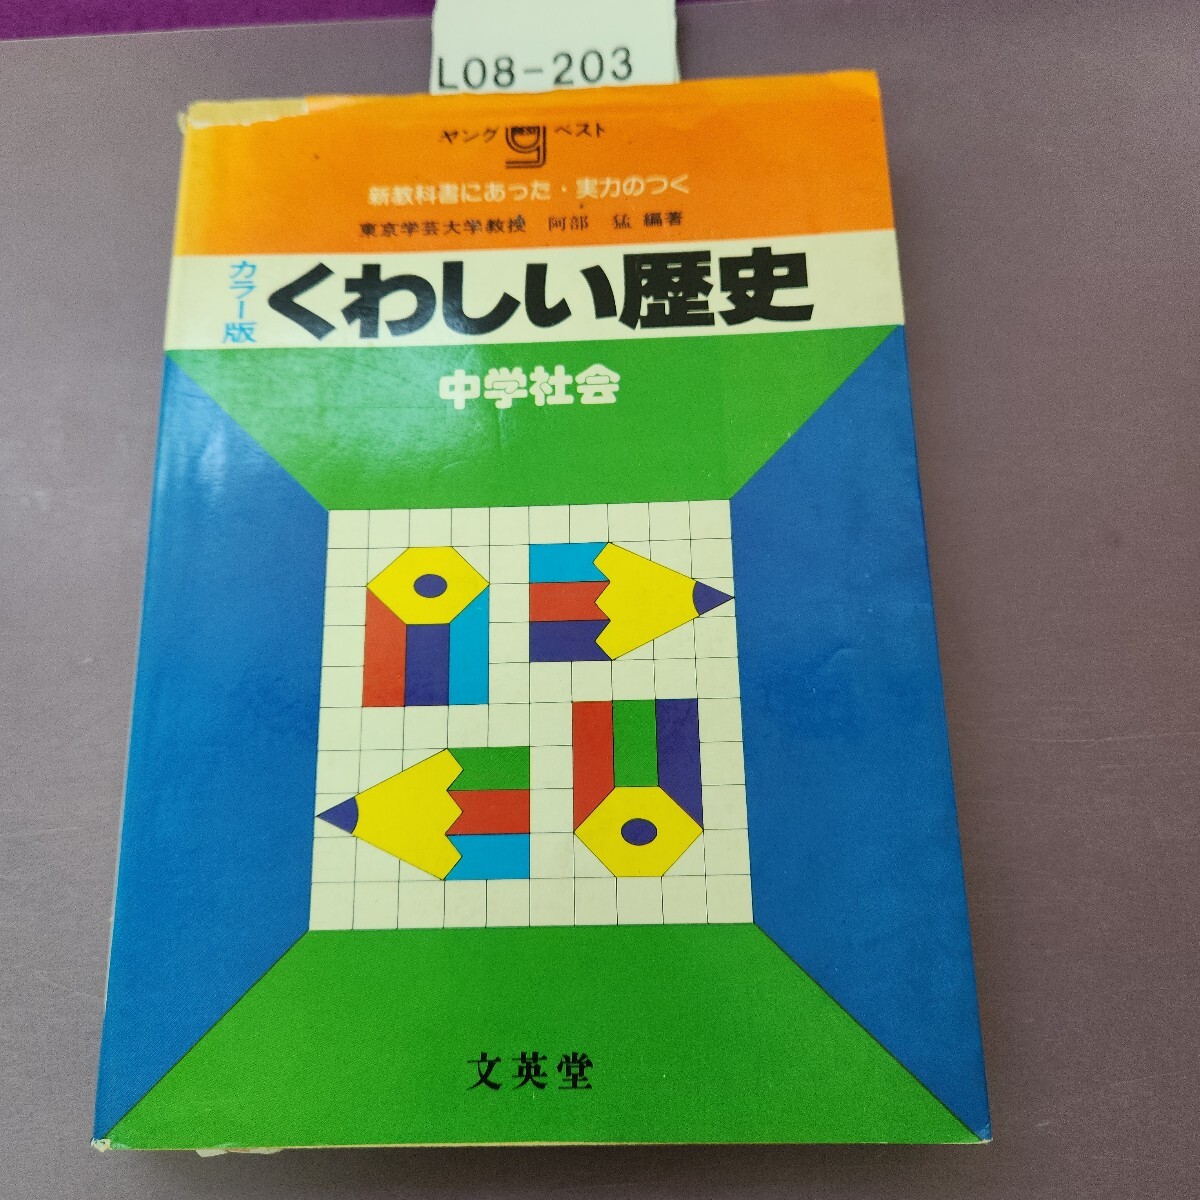 L08-203
ヤング ベスト
新教科書にあった・実力のつく
東京学芸大学教授 阿部 猛 編著
カラー版
くわしい歴史
中学社会
文英堂